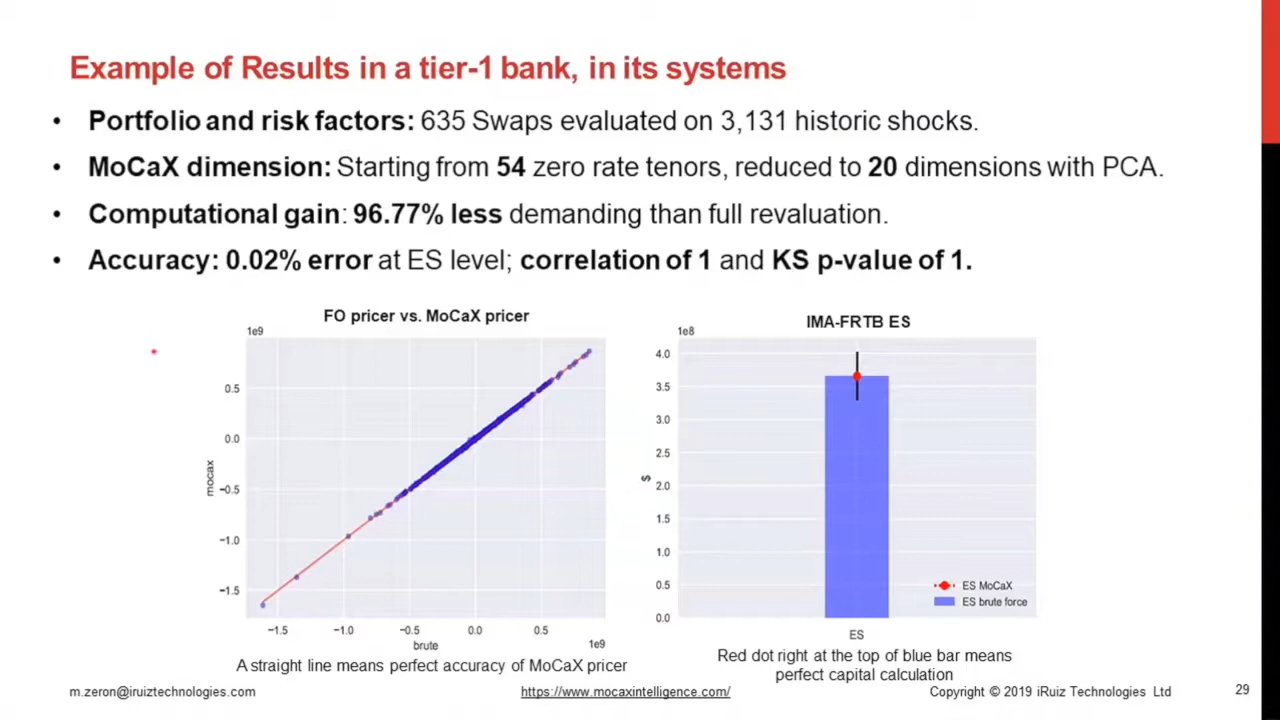 Example of Results in a tier-1 bank, in its systems
• Portfolio and risk factors: 635 Swaps evaluated on 3,131 historic shocks.
• MoCaX dimension: Starting from 54 zero rate tenors, reduced to 20 dimensions with PCA.
• Computational gain: 96.77% less demanding than full revaluation.
• Accuracy: 0.02% error at ES level; correlation of 1 and KS p-value of 1.
FO pricer vs. MoCaX pricer
1e9
0.5
0.0
−0.5
−1.0
−1.5
mocax
−1.5 −1.0 −0.5 0.0 0.5
brute
1e9
A straight line means perfect accuracy of MoCaX pricer
IMA-FRTB ES
1e8
4.0
3.5
3.0
2.5
2.0
1.5
1.0
0.5
0.0
$
ES MoCaX
ES brute force
ES
Red dot right at the top of blue bar means
perfect capital calculation
m.zeron@iruiztechnologies.com
https://www.mocaxintelligence.com/
Copyright © 2019 iRuiz Technologies Ltd
29